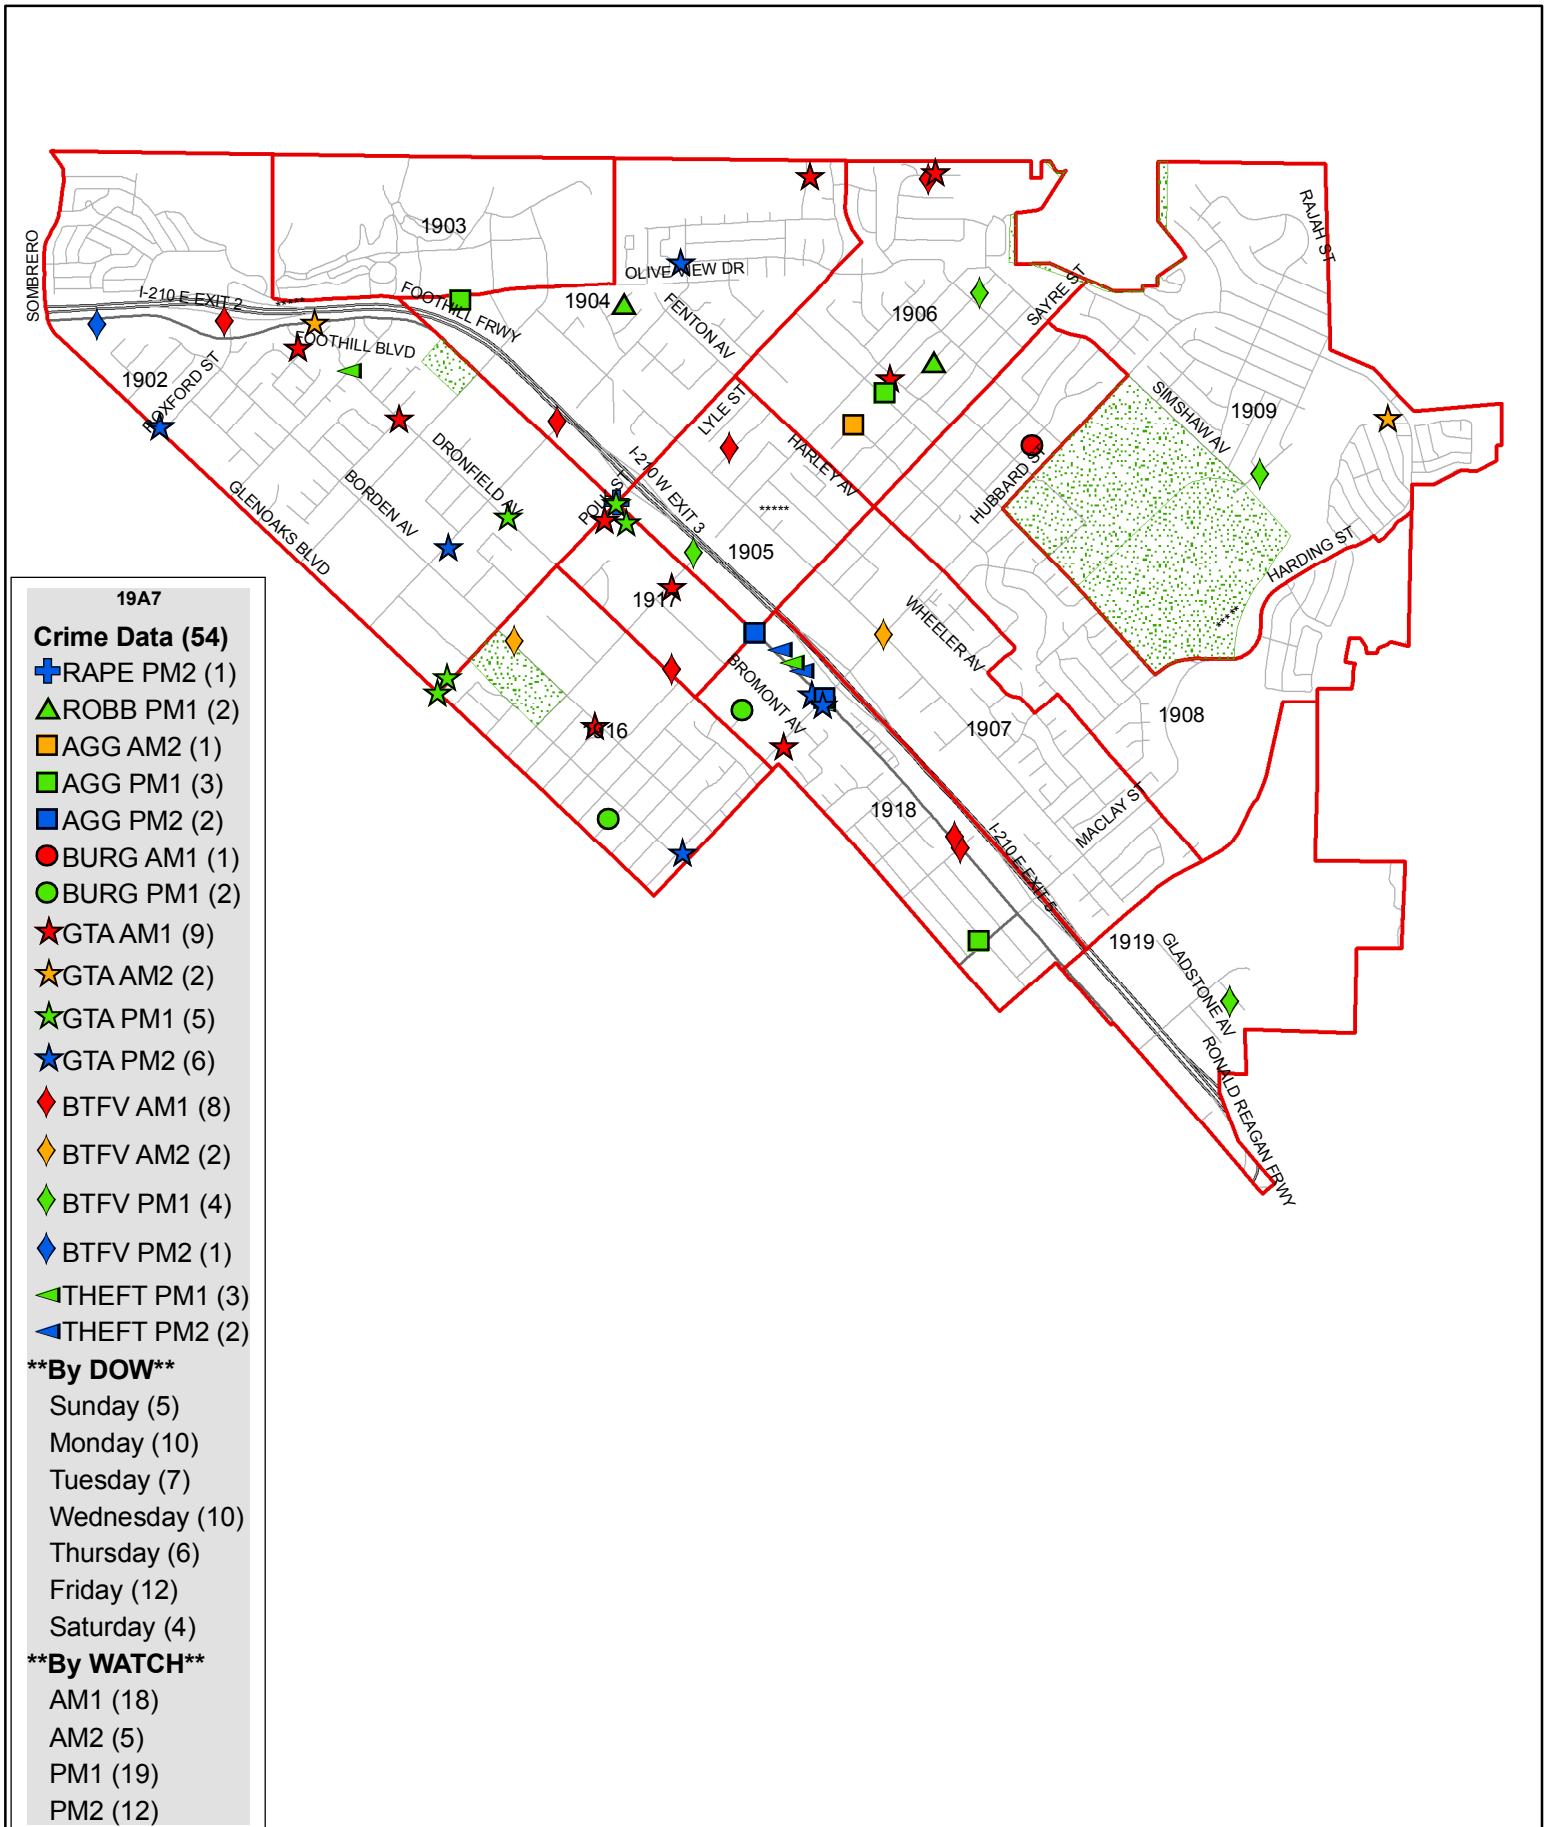 RAJAH ST
1903
SOMBRERO
OLIVE VIEW DR
I-210 E EXIT 2
*****
FOOTHILL FRWY
1904
FENTON AV
1906
SAYRE ST
FOOTHILL BLVD
1902
ROXFORD ST
LYLE ST
SIMSHAW AV
1909
DRONFIELD AV
HARLEY AV
HUBBARD ST
BORDEN AV
I-210 W EXIT 3
GLENOAKS BLVD
*****
1905
HARDING ST
1917
WHEELER AV
*****
BROMONT AV
1916
1907
1908
1918
MACLAY ST
I-210 E EXIT 5
1919
GLADSTONE AV
RONALD REAGAN FRWY
19A7
Crime Data (54)
RAPE PM2 (1)
ROBB PM1 (2)
AGG AM2 (1)
AGG PM1 (3)
AGG PM2 (2)
BURG AM1 (1)
BURG PM1 (2)
GTA AM1 (9)
GTA AM2 (2)
GTA PM1 (5)
GTA PM2 (6)
BTFV AM1 (8)
BTFV AM2 (2)
BTFV PM1 (4)
BTFV PM2 (1)
THEFT PM1 (3)
THEFT PM2 (2)
**By DOW**
Sunday (5)
Monday (10)
Tuesday (7)
Wednesday (10)
Thursday (6)
Friday (12)
Saturday (4)
**By WATCH**
AM1 (18)
AM2 (5)
PM1 (19)
PM2 (12)